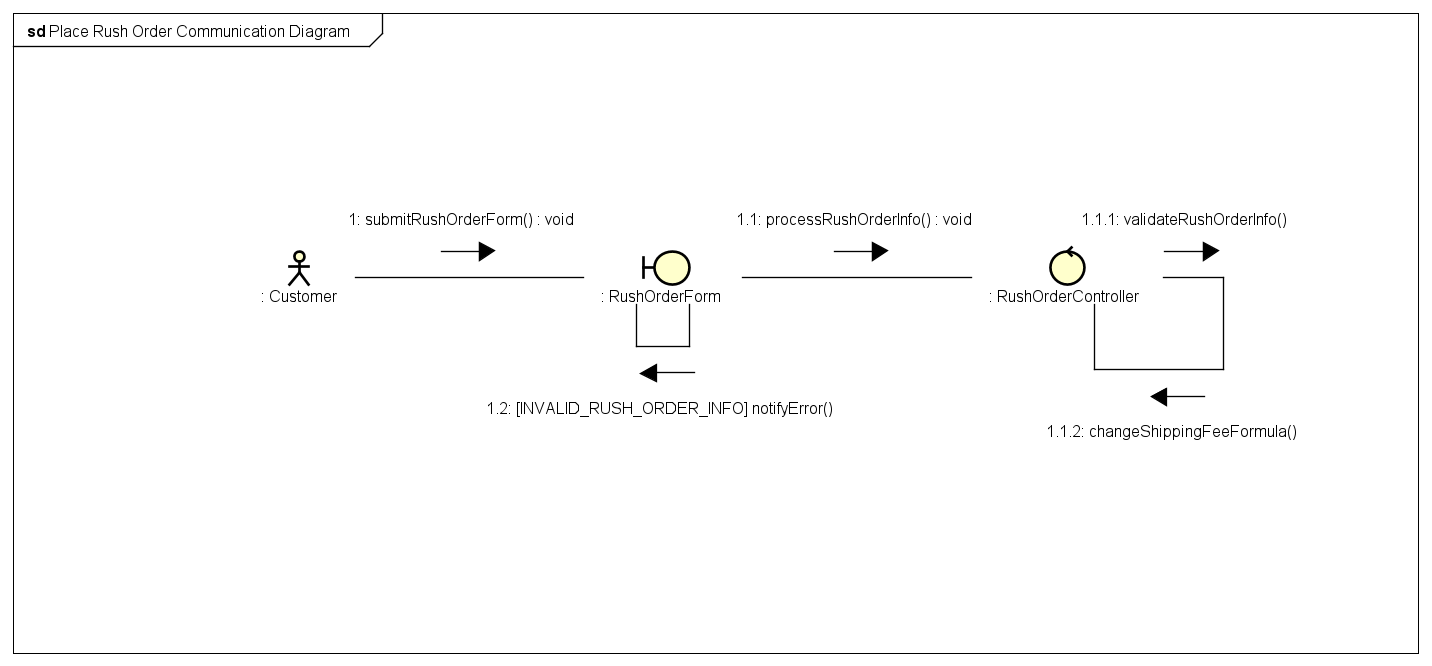 sd Place Rush Order Communication Diagram
1: submitRushOrderForm() : void
1.1: processRushOrderInfo() : void
1.1.1: validateRushOrderInfo()
: Customer
: RushOrderForm
: RushOrderController
1.2: [INVALID_RUSH_ORDER_INFO] notifyError()
1.1.2: changeShippingFeeFormula()